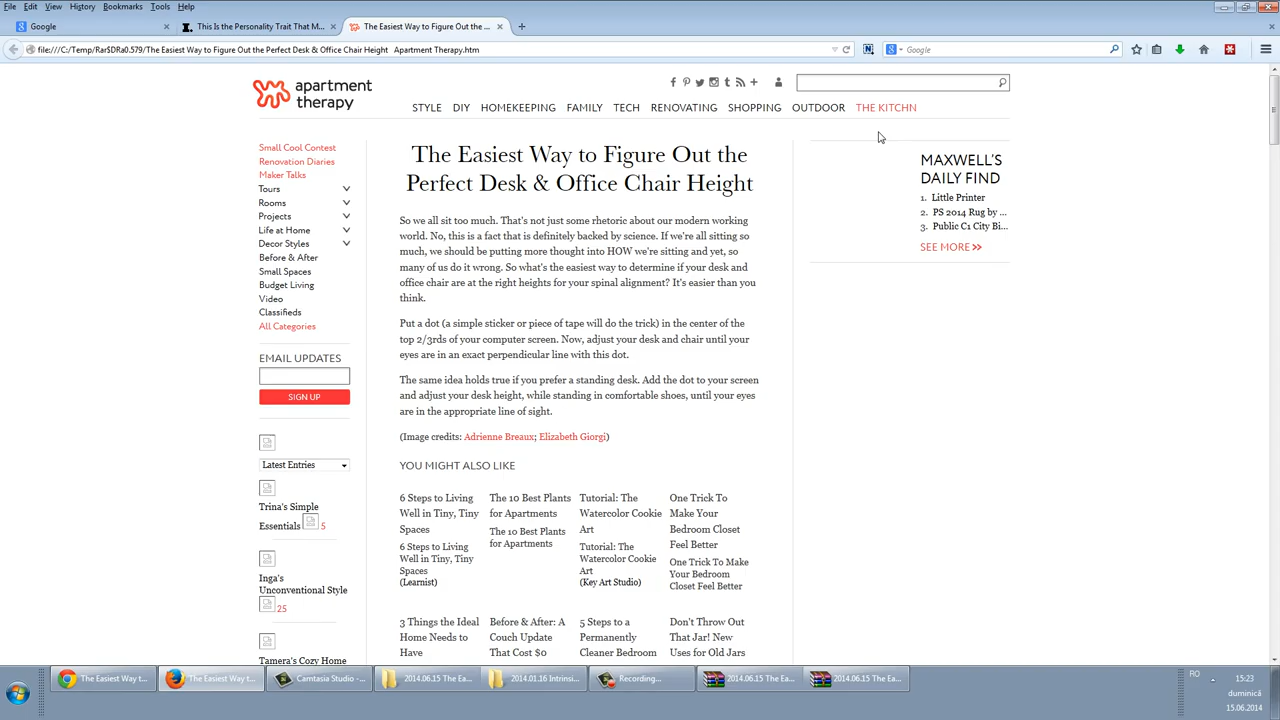 File Edit View History Bookmarks Tools Help
Google
This Is the Personality Trait That M...
The Easiest Way to Figure Out the ...
file:///C:/Temp/Rar$DRa0.579/The Easiest Way to Figure Out the Perfect Desk & Office Chair Height Apartment Therapy.htm
Google
apartment
therapy
STYLE DIY HOMEKEEPING FAMILY TECH RENOVATING SHOPPING OUTDOOR THE KITCHN
Small Cool Contest
Renovation Diaries
Maker Talks
Tours
Rooms
Projects
Life at Home
Decor Styles
Before & After
Small Spaces
Budget Living
Video
Classifieds
All Categories
EMAIL UPDATES
SIGN UP
Latest Entries
Trina's Simple
Essentials 5
Inga's
Unconventional Style
25
Tamera's Cozy Home
The Easiest Way to Figure Out the
Perfect Desk & Office Chair Height
So we all sit too much. That's not just some rhetoric about our modern working
world. No, this is a fact that is definitely backed by science. If we're all sitting so
much, we should be putting more thought into HOW we're sitting and yet, so
many of us do it wrong. So what's the easiest way to determine if your desk and
office chair are at the right heights for your spinal alignment? It's easier than you
think.
Put a dot (a simple sticker or piece of tape will do the trick) in the center of the
top 2/3rds of your computer screen. Now, adjust your desk and chair until your
eyes are in an exact perpendicular line with this dot.
The same idea holds true if you prefer a standing desk. Add the dot to your screen
and adjust your desk height, while standing in comfortable shoes, until your eyes
are in the appropriate line of sight.
(Image credits: Adrienne Breaux; Elizabeth Giorgi)
YOU MIGHT ALSO LIKE
6 Steps to Living
Well in Tiny, Tiny
Spaces
6 Steps to Living
Well in Tiny, Tiny
Spaces
(Learnist)
The 10 Best Plants
for Apartments
The 10 Best Plants
for Apartments
Tutorial: The
Watercolor Cookie
Art
Tutorial: The
Watercolor Cookie
Art
(Key Art Studio)
One Trick To
Make Your
Bedroom Closet
Feel Better
One Trick To Make
Your Bedroom
Closet Feel Better
3 Things the Ideal
Home Needs to
Have
Before & After: A
Couch Update
That Cost $0
5 Steps to a
Permanently
Cleaner Bedroom
Don't Throw Out
That Jar! New
Uses for Old Jars
MAXWELL'S
DAILY FIND
1. Little Printer
2. PS 2014 Rug by ...
3. Public C1 City Bi...
SEE MORE >>
The Easiest Way t...
The Easiest Way t...
Camtasia Studio - ...
2014.06.15 The Ea...
2014.01.16 Intrinsi...
Recording...
2014.06.15 The Ea...
2014.06.15 The Ea...
RO
15:23
duminică
15.06.2014